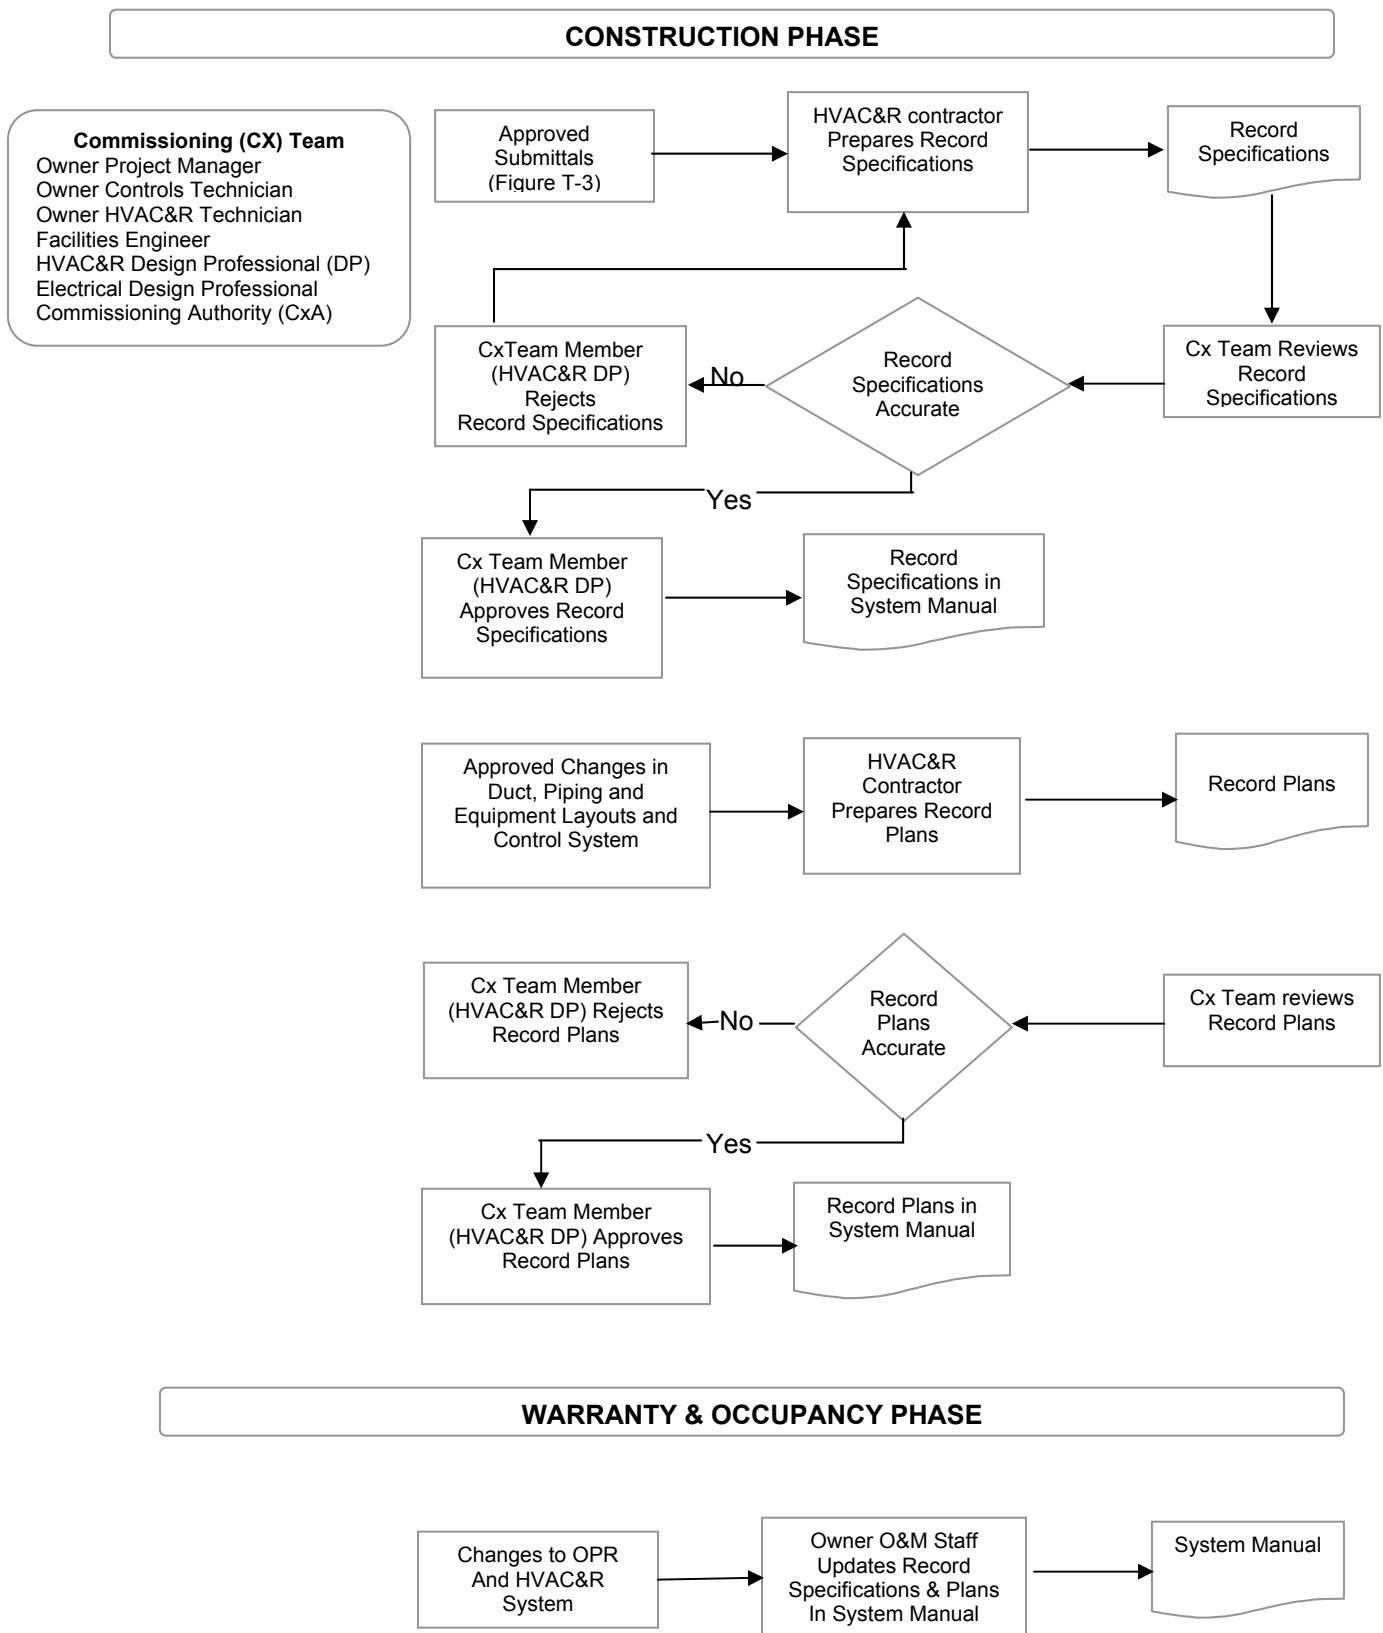 CONSTRUCTION PHASE
Commissioning (CX) Team
Owner Project Manager
Owner Controls Technician
Owner HVAC&R Technician
Facilities Engineer
HVAC&R Design Professional (DP)
Electrical Design Professional
Commissioning Authority (CxA)
Approved
Submittals
(Figure T-3)
HVAC&R contractor
Prepares Record
Specifications
Record
Specifications
Cx Team Reviews
Record
Specifications
Record
Specifications
Accurate
No
CxTeam Member
(HVAC&R DP)
Rejects
Record Specifications
Yes
Cx Team Member
(HVAC&R DP)
Approves Record
Specifications
Record
Specifications in
System Manual
Approved Changes in
Duct, Piping and
Equipment Layouts and
Control System
HVAC&R
Contractor
Prepares Record
Plans
Record Plans
Cx Team reviews
Record Plans
Record
Plans
Accurate
No
Cx Team Member
(HVAC&R DP) Rejects
Record Plans
Yes
Cx Team Member
(HVAC&R DP) Approves
Record Plans
Record Plans in
System Manual
WARRANTY & OCCUPANCY PHASE
Changes to OPR
And HVAC&R
System
Owner O&M Staff
Updates Record
Specifications & Plans
In System Manual
System Manual